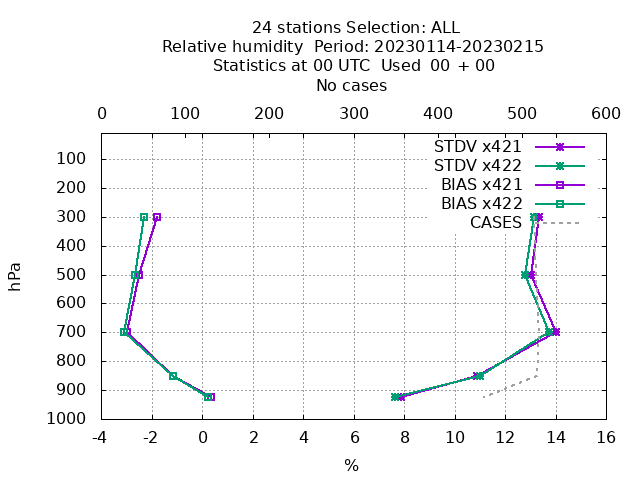 24 stations Selection: ALL
Relative humidity  Period: 20230114-20230215
Statistics at 00 UTC  Used  00 + 00
No cases
0 100 200 300 400 500 600
STDV x421
STDV x422
BIAS x421
BIAS x422
CASES
100
200
300
400
500
600
700
800
900
1000
hPa
-4 -2 0 2 4 6 8 10 12 14 16
%